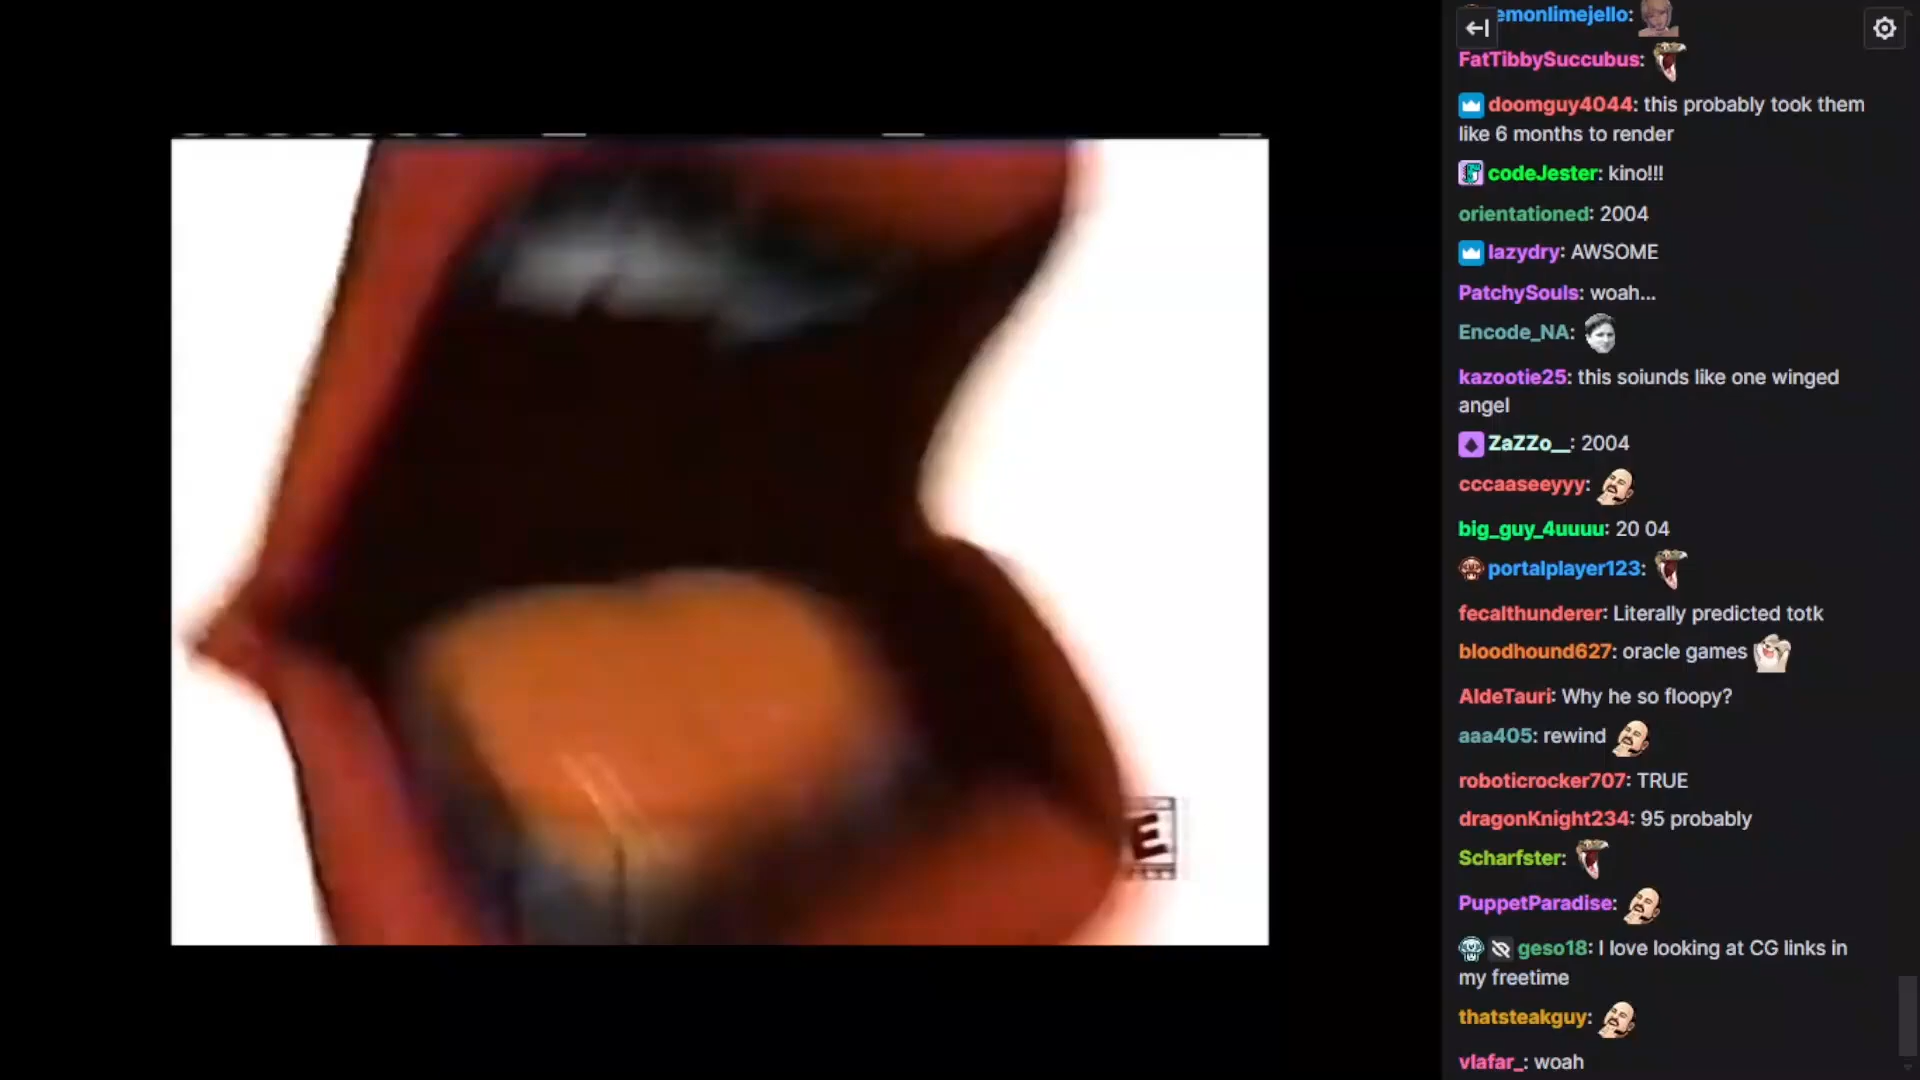 emonlimejello:
FatTibbySuccubus:
doomguy4044: this probably took them
like 6 months to render
codeJester: kino!!!
orientationed: 2004
lazydry: AWSOME
PatchySouls: woah...
Encode_NA:
kazootie25: this soiunds like one winged
angel
ZaZZo__: 2004
cccaaseeyyy:
big_guy_4uuuu: 20 04
portalplayer123:
fecalthunderer: Literally predicted totk
bloodhound627: oracle games
AldeTauri: Why he so floopy?
aaa405: rewind
roboticrocker707: TRUE
dragonKnight234: 95 probably
Scharfster:
PuppetParadise:
geso18: I love looking at CG links in
my freetime
thatsteakguy:
vlafar_: woah
E